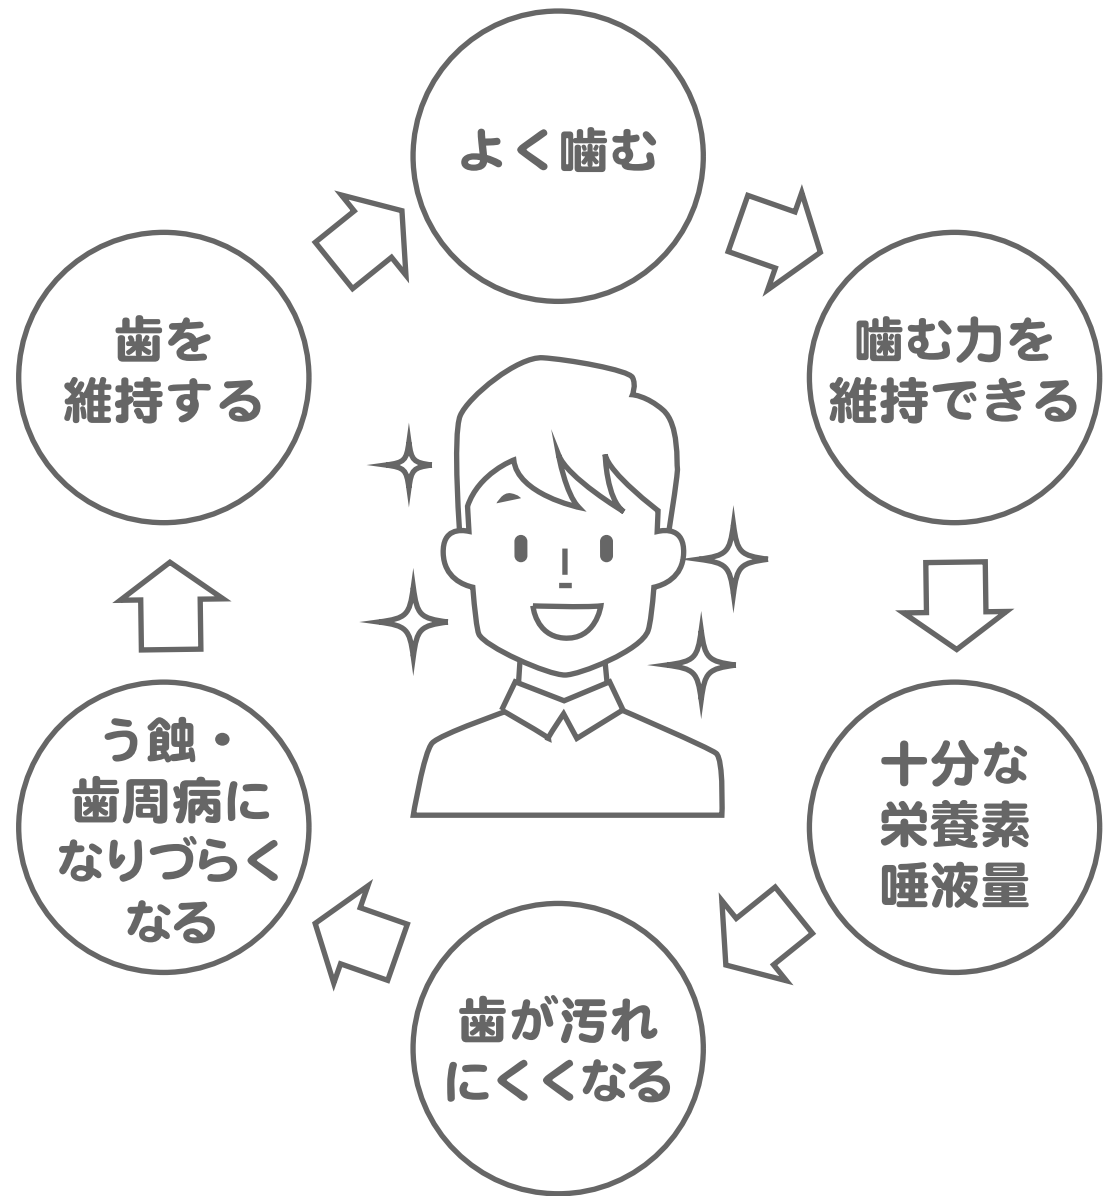 よく噛む
噛む力を
維持できる
十分な
栄養素
唾液量
歯が汚れ
にくくなる
う蝕・
歯周病に
なりづらく
なる
歯を
維持する